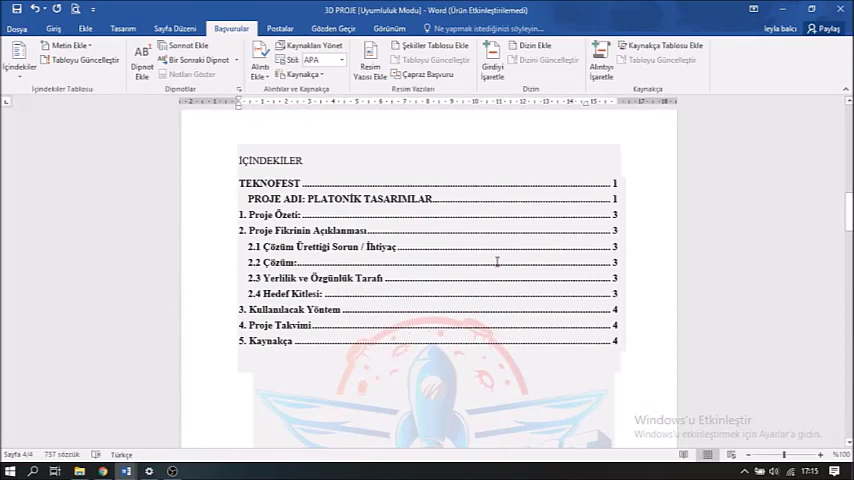 3D PROJE [Uyumluluk Modu] - Word (Ürün Etkinleştirilemedi)
Dosya Giriş Ekle Tasarım Sayfa Düzeni Başvurular Postalar Gözden Geçir Görünüm Ne yapmak istediğinizi söyleyin... leyla balcı Paylaş
İçindekiler
Metin Ekle
Tabloyu Güncelleştir
İçindekiler Tablosu
Dipnot Ekle
Sonnot Ekle
Bir Sonraki Dipnot
Notları Göster
Dipnotlar
Alıntı Ekle
Kaynakları Yönet
Stil: APA
Kaynakça
Alıntılar ve Kaynakça
Resim Yazısı Ekle
Şekiller Tablosu Ekle
Tabloyu Güncelleştir
Çapraz Başvuru
Resim Yazıları
Girdiyi İşaretle
Dizin Ekle
Dizini Güncelleştir
Dizin
Alıntıyı İşaretle
Kaynakça Tablosu Ekle
Tabloyu Güncelleştir
Kaynakça
İÇİNDEKİLER
TEKNOFEST 1
PROJE ADI: PLATONİK TASARIMLAR 1
1. Proje Özeti: 3
2. Proje Fikrinin Açıklanması 3
2.1 Çözüm Ürettiği Sorun / İhtiyaç 3
2.2 Çözüm: 3
2.3 Yerlilik ve Özgünlük Tarafı 3
2.4 Hedef Kitlesi: 3
3. Kullanılacak Yöntem 4
4. Proje Takvimi 4
5. Kaynakça 4
Windows'u Etkinleştir
Windows'u etkinleştirmek için Ayarlar'a gidin.
Sayfa 4/4 757 sözcük Türkçe %100
17:15